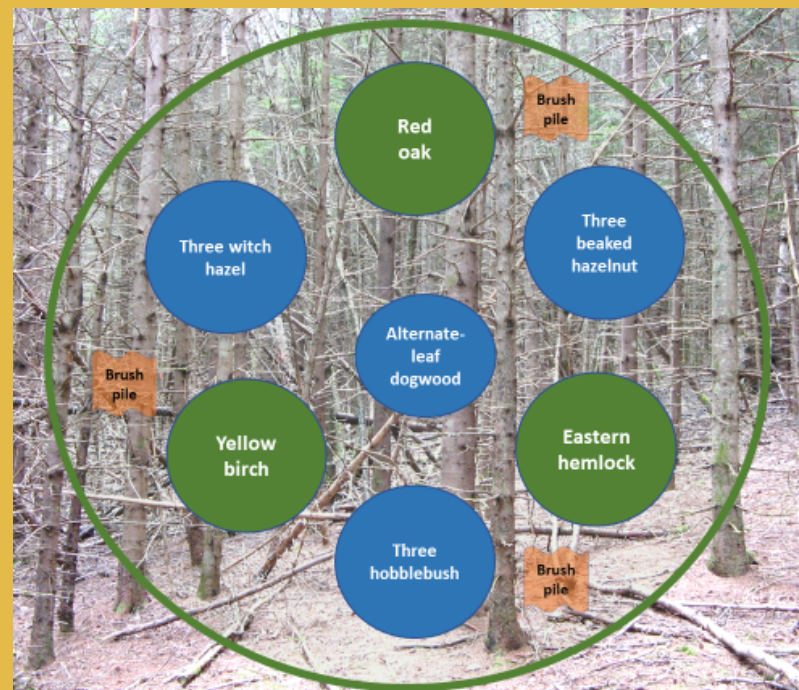 Red
oak
Brush
pile
Three witch
hazel
Three
beaked
hazelnut
Alternate-
leaf
dogwood
Brush
pile
Yellow
birch
Eastern
hemlock
Three
hobblebush
Brush
pile